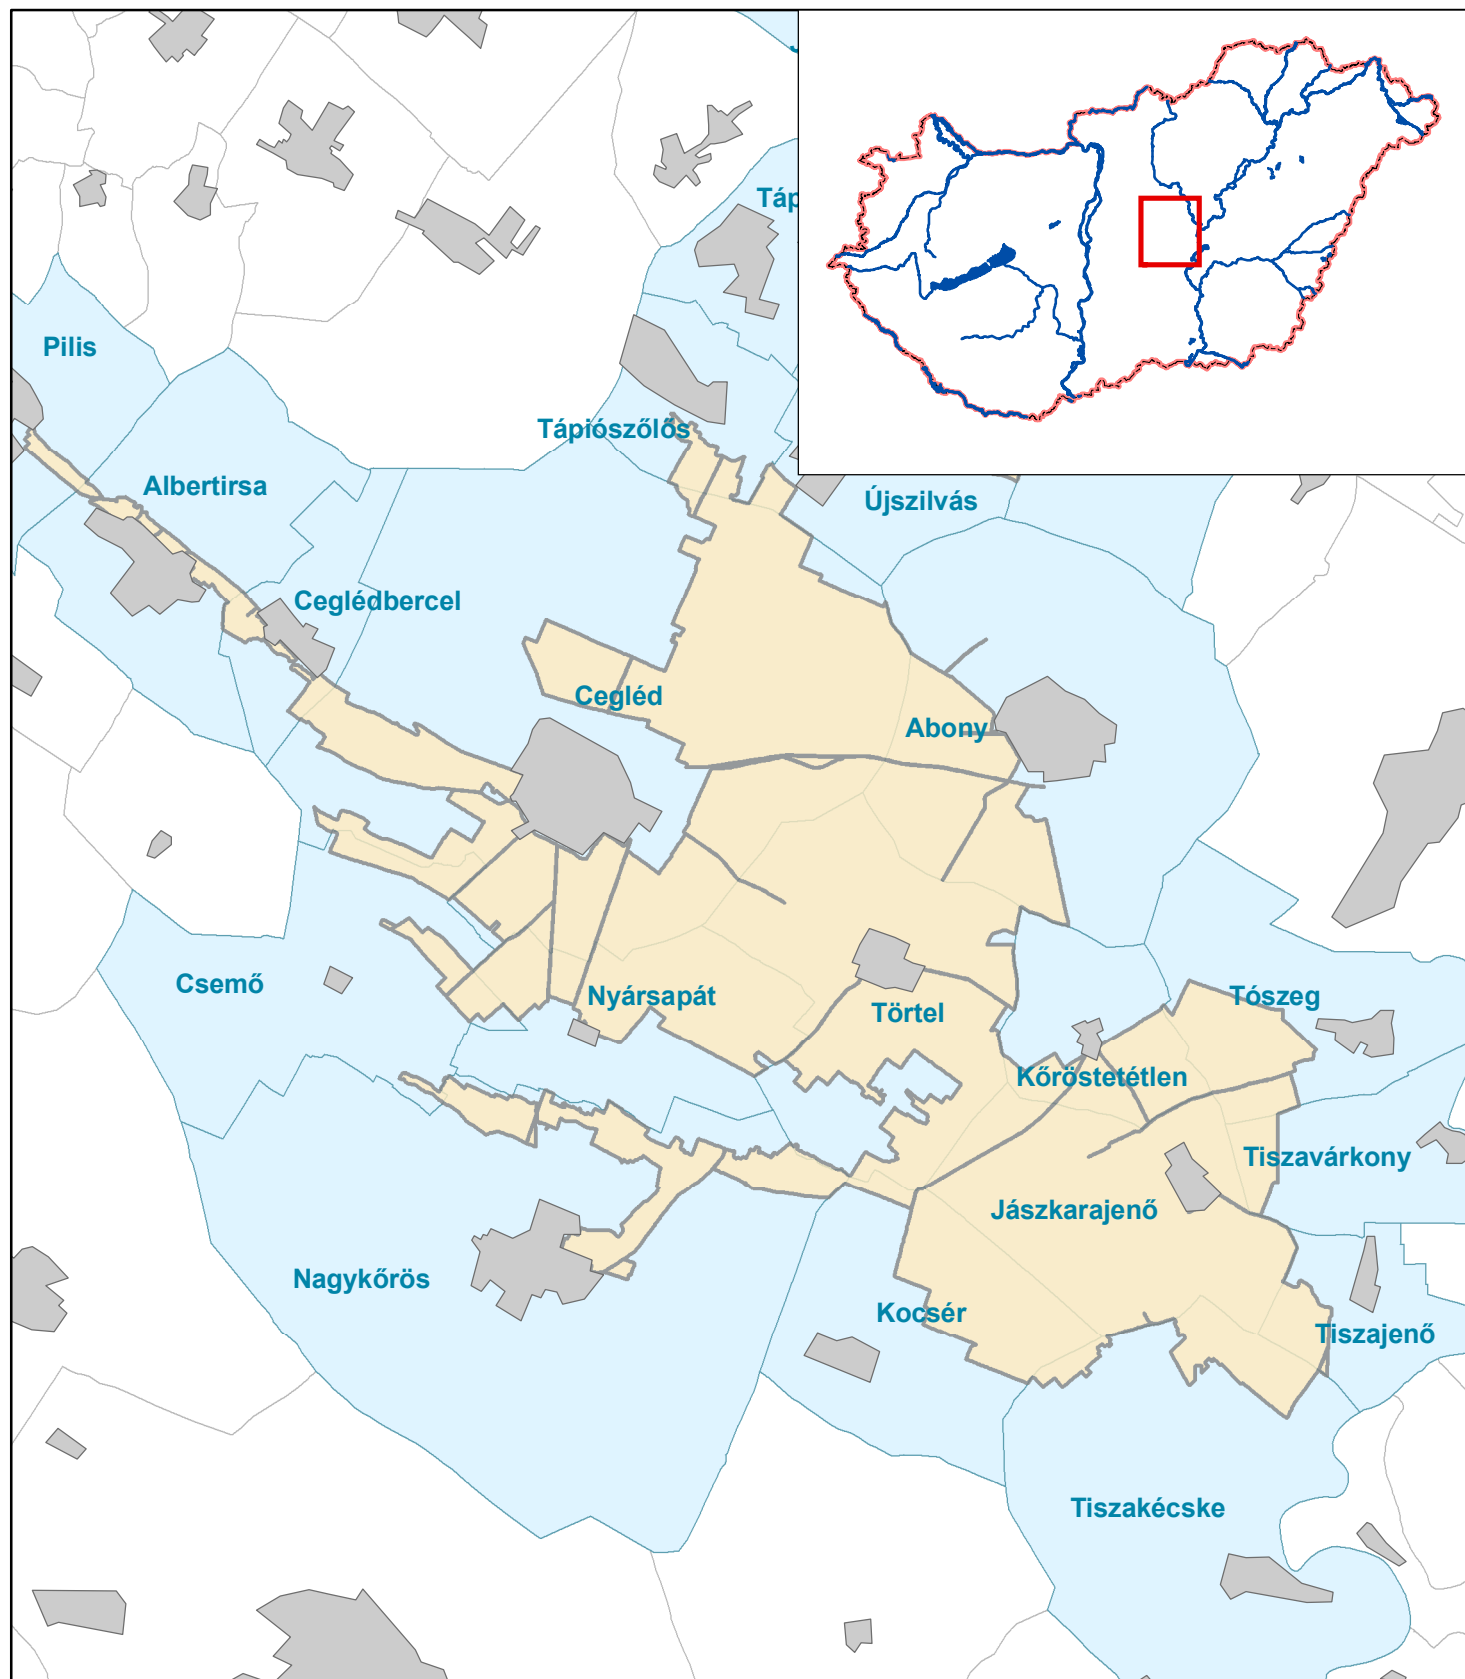 Táp
Pilis
Tápiószőlős
Albertirsa
Újszilvás
Ceglédbercel
Cegléd
Abony
Csemő
Nyársapát
Tószeg
Törtel
Kőröstetétlen
Tiszavárkony
Jászkarajenő
Nagykőrös
Kocsér
Tiszajenő
Tiszakécske